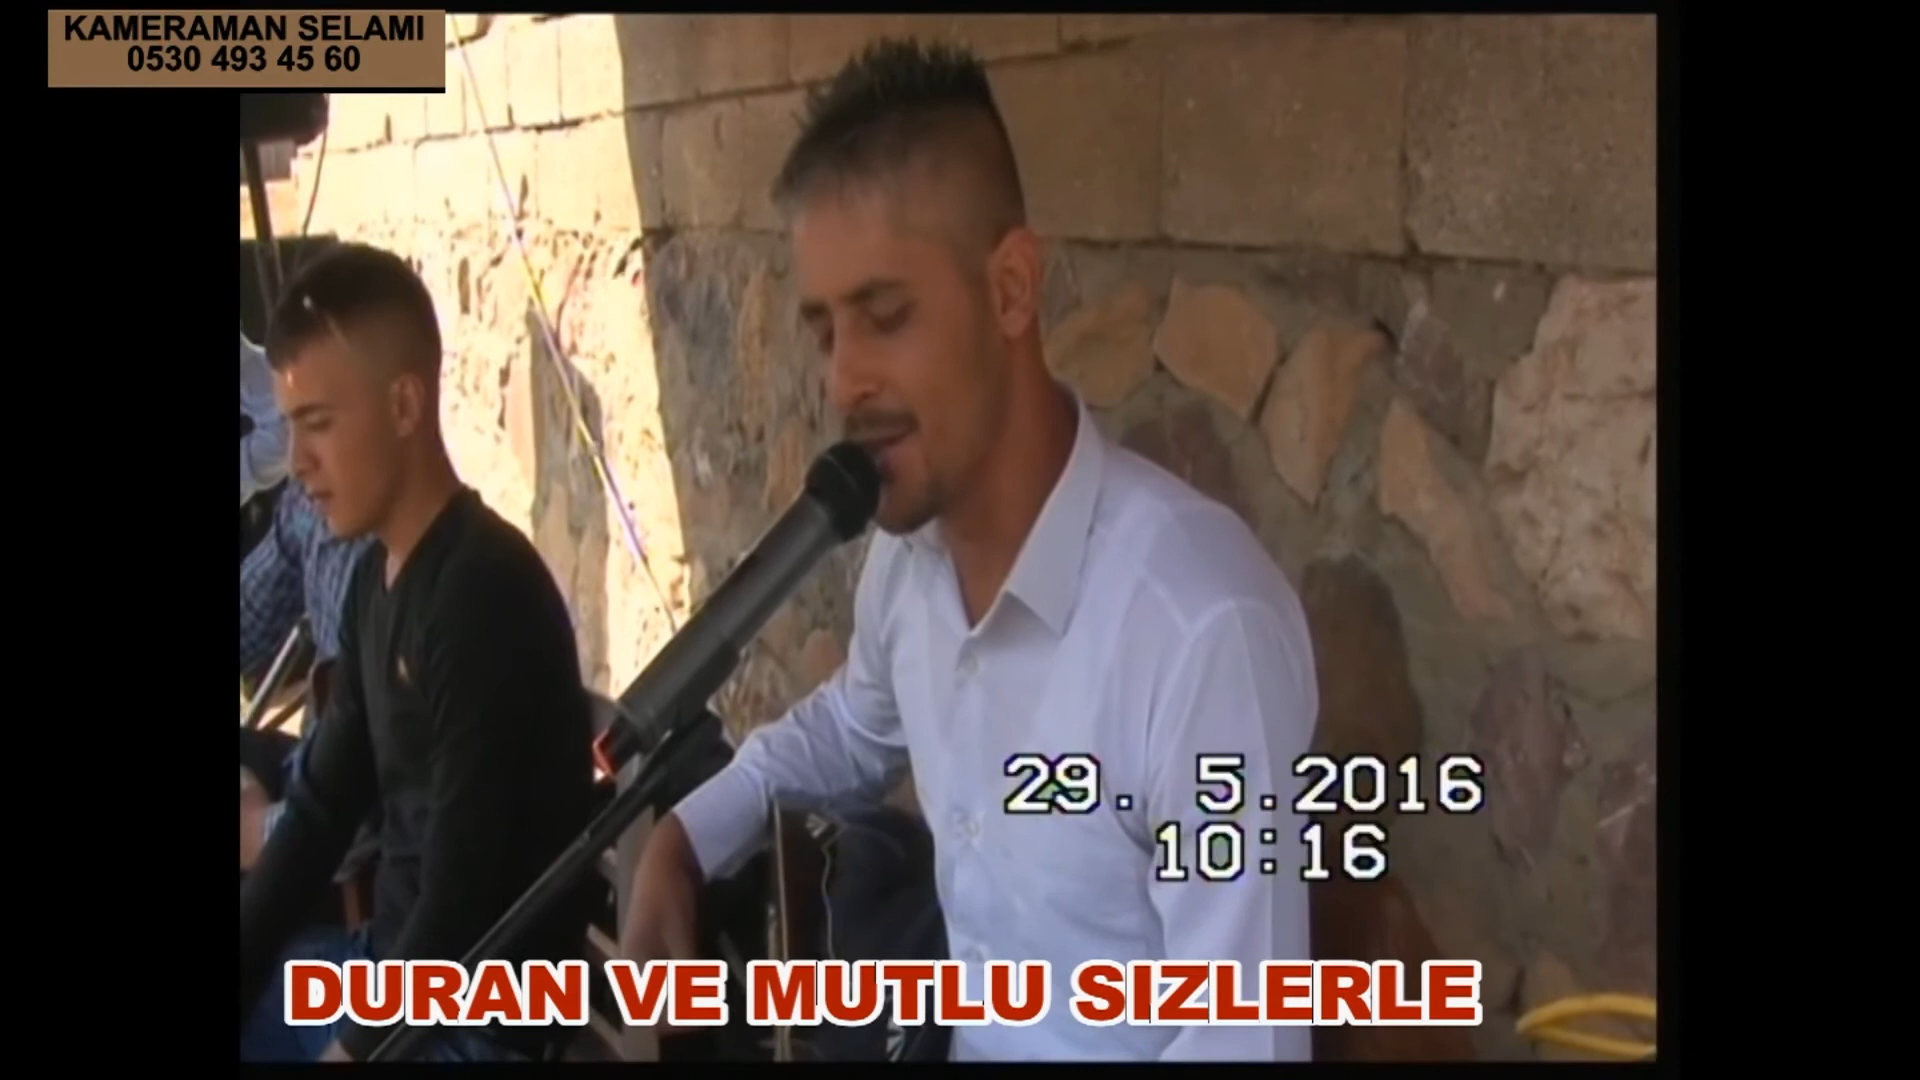 KAMERAMAN SELAMI
0530 493 45 60
29. 5.2016
10:16
DURAN VE MUTLU SIZLERLE